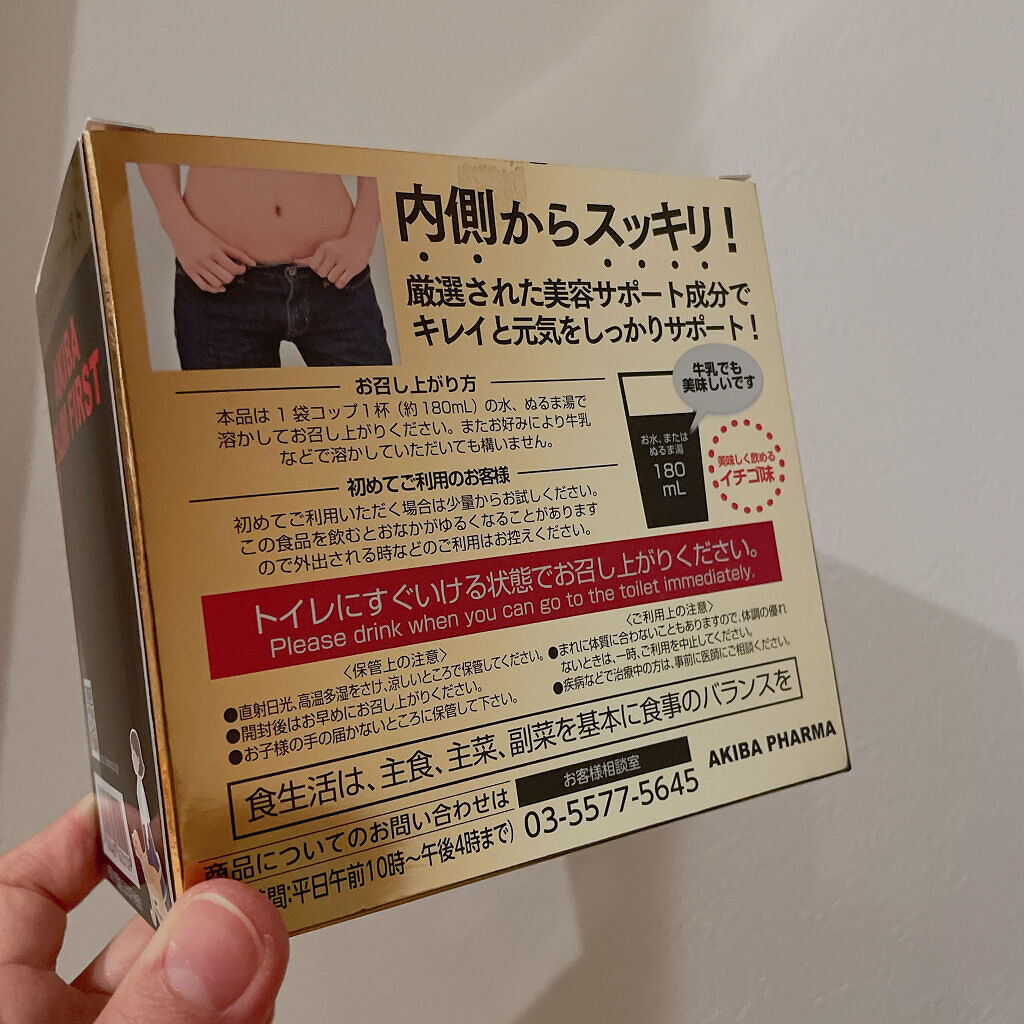 内側からスッキリ!
厳選された美容サポート成分で
キレイと元気をしっかりサポート!
お召し上がり方
本品は1袋コップ1杯(約180mL)の水、ぬるま湯で
溶かしてお召し上がりください。またお好みにより牛乳
などで溶かしていただいても構いません。
牛乳でも
美味しいです
お水、または
ぬるま湯
180
mL
美味しく飲める
イチゴ味
初めてご利用のお客様
初めてご利用いただく場合は少量からお試しください。
この食品を飲むとおなかがゆるくなることがあります
ので外出される時などのご利用はお控えください。
トイレにすぐいける状態でお召し上がりください。
Please drink when you can go to the toilet immediately.
〈保管上の注意〉
●直射日光、高温多湿をさけ、涼しいところで保管してください。
●開封後はお早めにお召し上がりください。
●お子様の手の届かないところに保管して下さい。
〈ご利用上の注意〉
●まれに体質に合わないこともありますので、体調の優れ
ないときは、一時、ご利用を中止してください。
●疾病などで治療中の方は、事前に医師にご相談ください。
食生活は、主食、主菜、副菜を基本に食事のバランスを
商品についてのお問い合わせは
間:平日午前10時〜午後4時まで)
お客様相談室
03-5577-5645
AKIBA PHARMA
AKIBA
FIRST